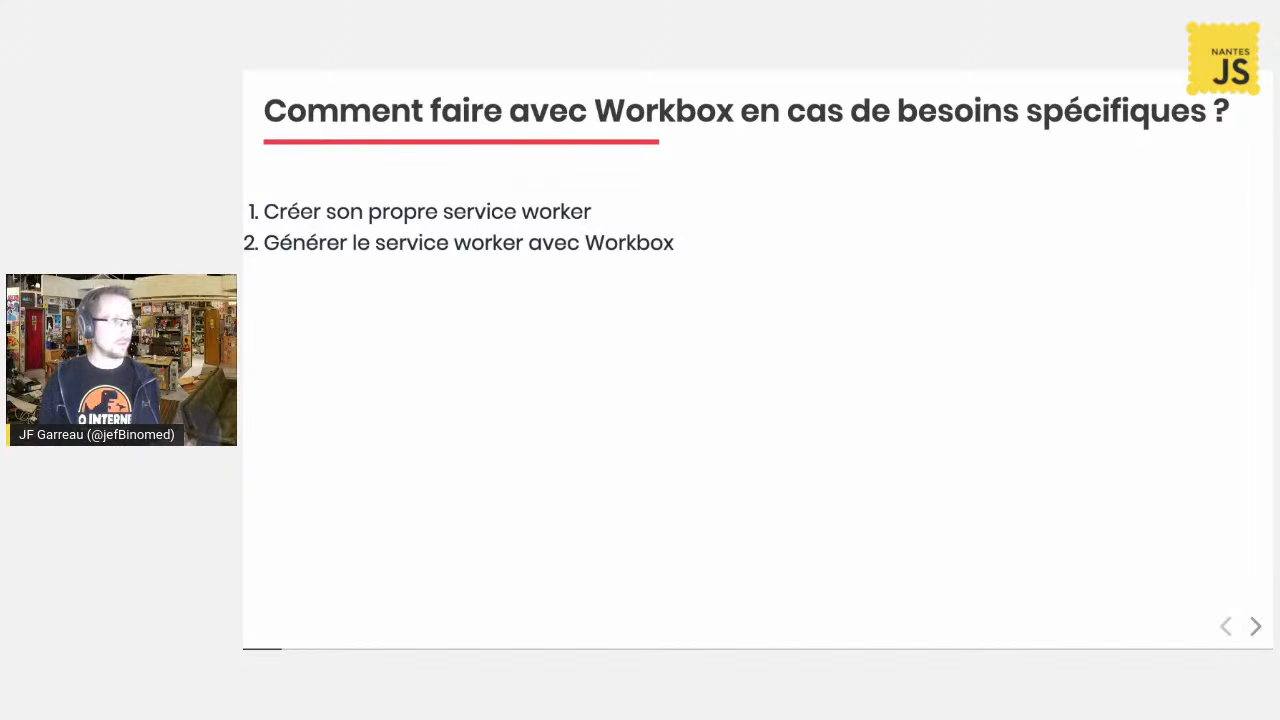 NANTES
JS
Comment faire avec Workbox en cas de besoins spécifiques ?
1. Créer son propre service worker
2. Générer le service worker avec Workbox
O INTERNE
JF Garreau (@jefBinomed)